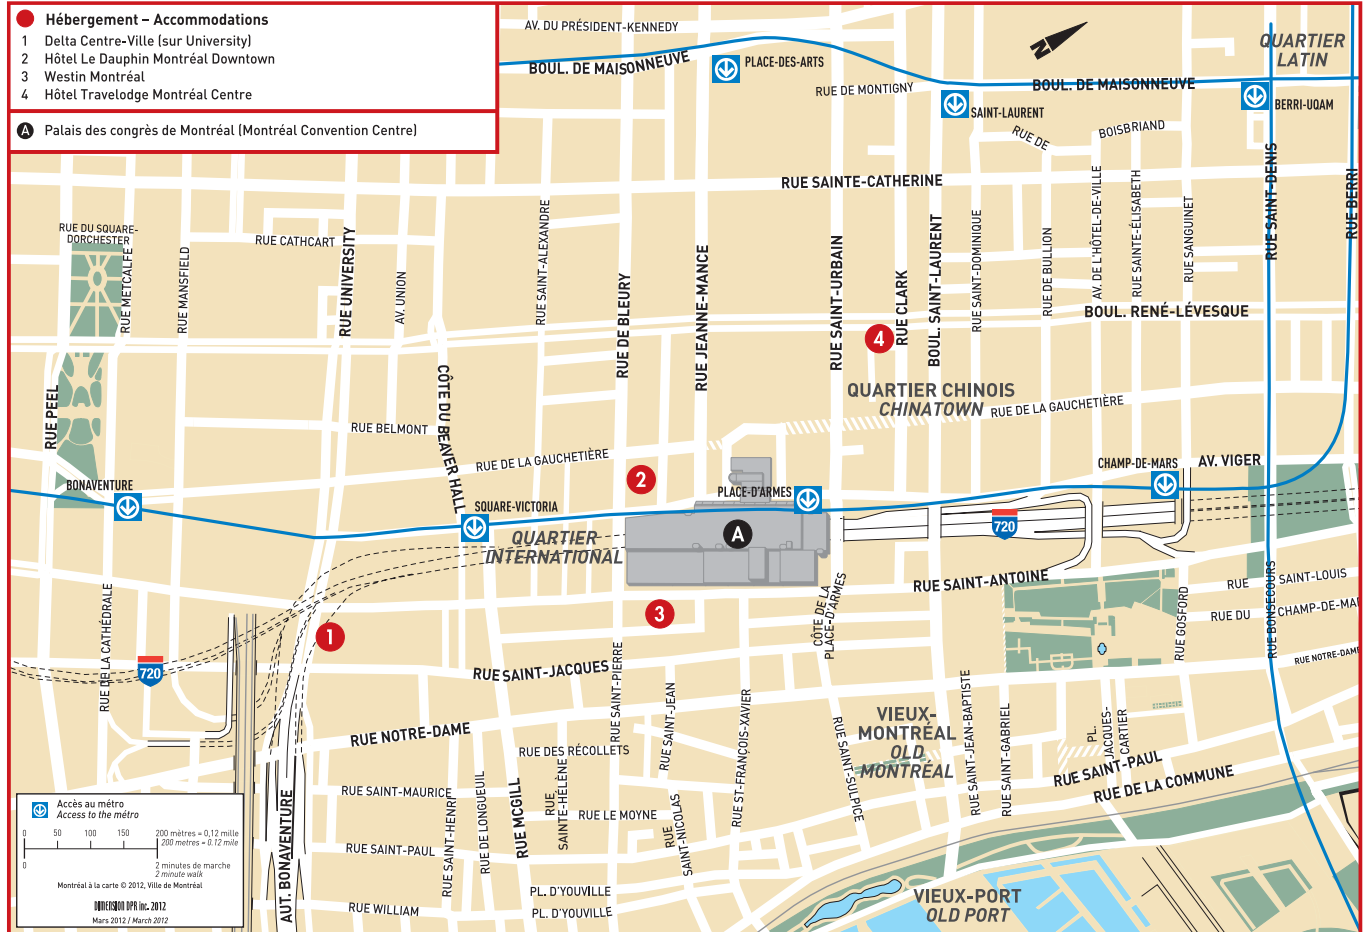 Hébergement – Accommodations
1 Delta Centre-Ville (sur University)
2 Hôtel Le Dauphin Montréal Downtown
3 Westin Montréal
4 Hôtel Travelodge Montréal Centre
A Palais des congrès de Montréal (Montréal Convention Centre)
AV. DU PRÉSIDENT-KENNEDY
BOUL. DE MAISONNEUVE
PLACE-DES-ARTS
RUE DE MONTIGNY
SAINT-LAURENT
BOUL. DE MAISONNEUVE
N
QUARTIER
LATIN
BERRI-UQAM
RUE DE
BOISBRIAND
RUE SAINTE-CATHERINE
RUE DU SQUARE-
DORCHESTER
RUE METCALFE
RUE MANSFIELD
RUE CATHCART
RUE UNIVERSITY
AV. UNION
RUE SAINT-ALEXANDRE
RUE DE BLEURY
RUE JEANNE-MANCE
RUE SAINT-URBAIN
RUE CLARK
BOUL. SAINT-LAURENT
RUE SAINT-DOMINIQUE
RUE DE BULLION
AV. DE L'HÔTEL-DE-VILLE
RUE SAINTE-ÉLISABETH
RUE SANGUINET
RUE SAINT-DENIS
RUE BERRI
BOUL. RENÉ-LÉVESQUE
4
QUARTIER CHINOIS
CHINATOWN
RUE DE LA GAUCHETIÈRE
RUE PEEL
CÔTE DU BEAVER HALL
RUE BELMONT
RUE DE LA GAUCHETIÈRE
2
BONAVENTURE
SQUARE-VICTORIA
PLACE-D'ARMES
CHAMP-DE-MARS
AV. VIGER
A
720
QUARTIER
INTERNATIONAL
RUE SAINT-ANTOINE
RUE SAINT-LOUIS
RUE DU CHAMP-DE-MAR
RUE BONSECOURS
RUE GOSFORD
RUE NOTRE-DAME
CÔTE DE LA
PLACE-D'ARMES
3
1
720
RUE DE LA CATHÉDRALE
RUE SAINT-JACQUES
RUE SAINT-PIERRE
RUE SAINT-JEAN
RUE ST-FRANÇOIS-XAVIER
RUE SAINT-SULPICE
VIEUX-
MONTRÉAL
OLD
MONTRÉAL
RUE SAINT-JEAN-BAPTISTE
RUE SAINT-GABRIEL
PL.
JACQUES-
CARTIER
RUE NOTRE-DAME
RUE DES RÉCOLLETS
RUE SAINT-PAUL
RUE DE LA COMMUNE
RUE SAINT-MAURICE
RUE SAINT-HENRI
RUE DE LONGUEUIL
RUE MCGILL
RUE
SAINTE-HÉLÈNE
RUE LE MOYNE
RUE
SAINT-NICOLAS
RUE SAINT-PAUL
AUT. BONAVENTURE
PL. D'YOUVILLE
PL. D'YOUVILLE
RUE WILLIAM
VIEUX-PORT
OLD PORT
Accès au métro
Access to the métro
0 50 100 150 200 mètres = 0,12 mille
200 metres = 0.12 mile
0 2 minutes de marche
2 minute walk
Montréal à la carte © 2012, Ville de Montréal
DIMENSION DPR inc. 2012
Mars 2012 / March 2012